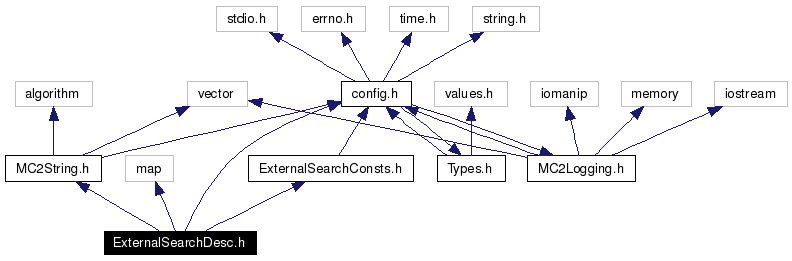 stdio.h
errno.h
time.h
string.h
algorithm
vector
config.h
values.h
iomanip
memory
iostream
MC2String.h
map
ExternalSearchConsts.h
Types.h
MC2Logging.h
ExternalSearchDesc.h